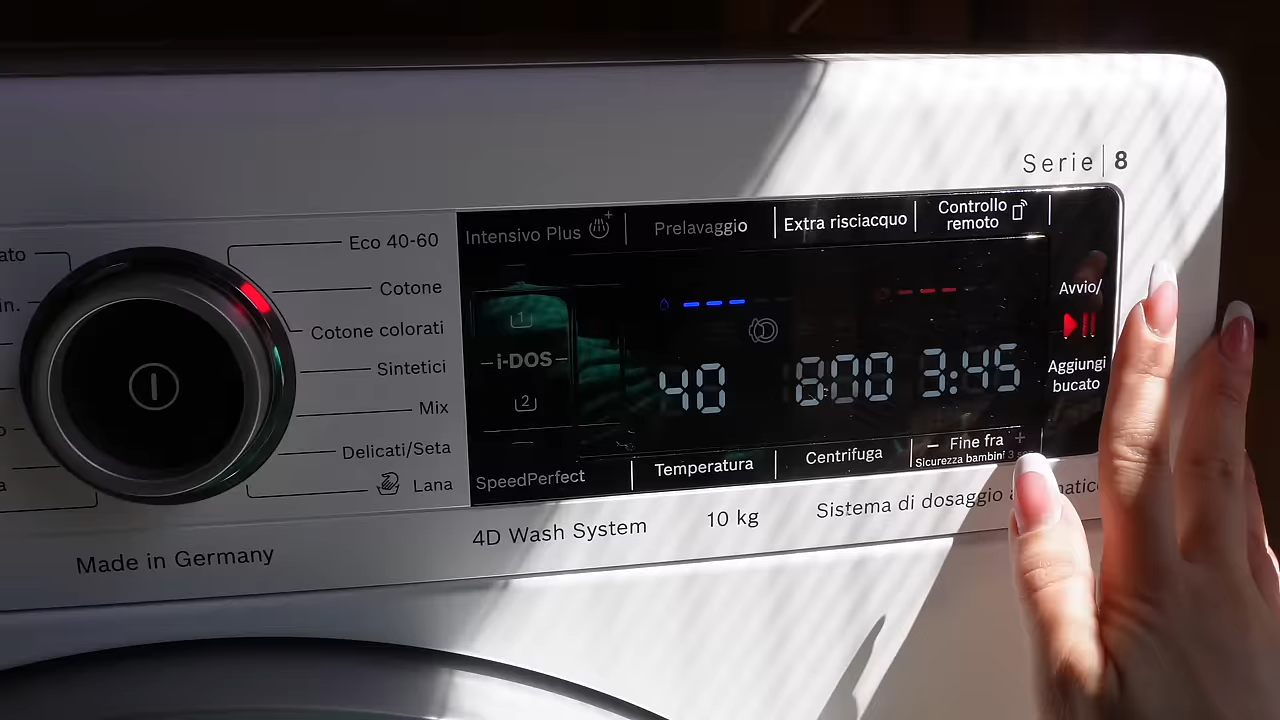 Serie | 8
Intensivo Plus
Prelavaggio
Extra risciacquo
Controllo
remoto
Eco 40-60
Cotone
Cotone colorati
Sintetici
Mix
Delicati/Seta
Lana
1
i-DOS
2
SpeedPerfect
40
800
3:45
Temperatura
Centrifuga
− Fine fra +
Sicurezza bambini 3
Avvio/
Aggiungi
bucato
4D Wash System
10 kg
Sistema di dosaggio
Made in Germany